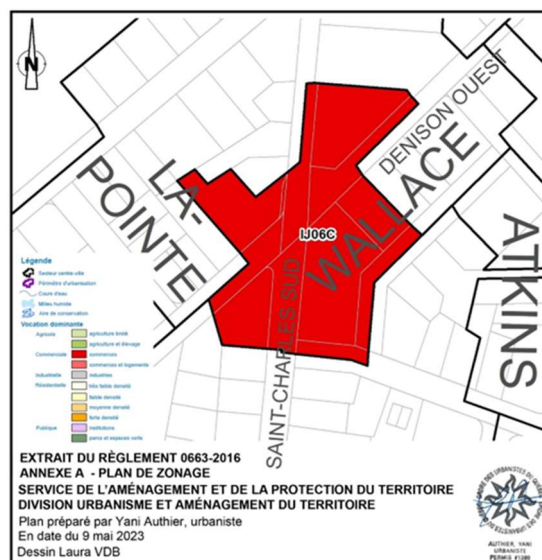 N
DENISON OUEST
WALLACE
LA-
POINTE
IJ06C
ATKINS
SAINT-CHARLES SUD
Légende
Secteur centre-ville
Périmètre d'urbanisation
Cours d'eau
Milieu humide
Aire de conservation
Vocation dominante
Agricole
agriculture limité
agriculture et élevage
Commerciale
commerces
commerces et logements
Industrielle
industries
Résidentielle
très faible densité
faible densité
moyenne densité
forte densité
Publique
institutions
parcs et espaces verts
EXTRAIT DU RÈGLEMENT 0663-2016
ANNEXE A - PLAN DE ZONAGE
SERVICE DE L'AMÉNAGEMENT ET DE LA PROTECTION DU TERRITOIRE
DIVISION URBANISME ET AMÉNAGEMENT DU TERRITOIRE
Plan préparé par Yani Authier, urbaniste
En date du 9 mai 2023
Dessin Laura VDB
AUTHIER, YANI
URBANISTE
PERMIS #1399